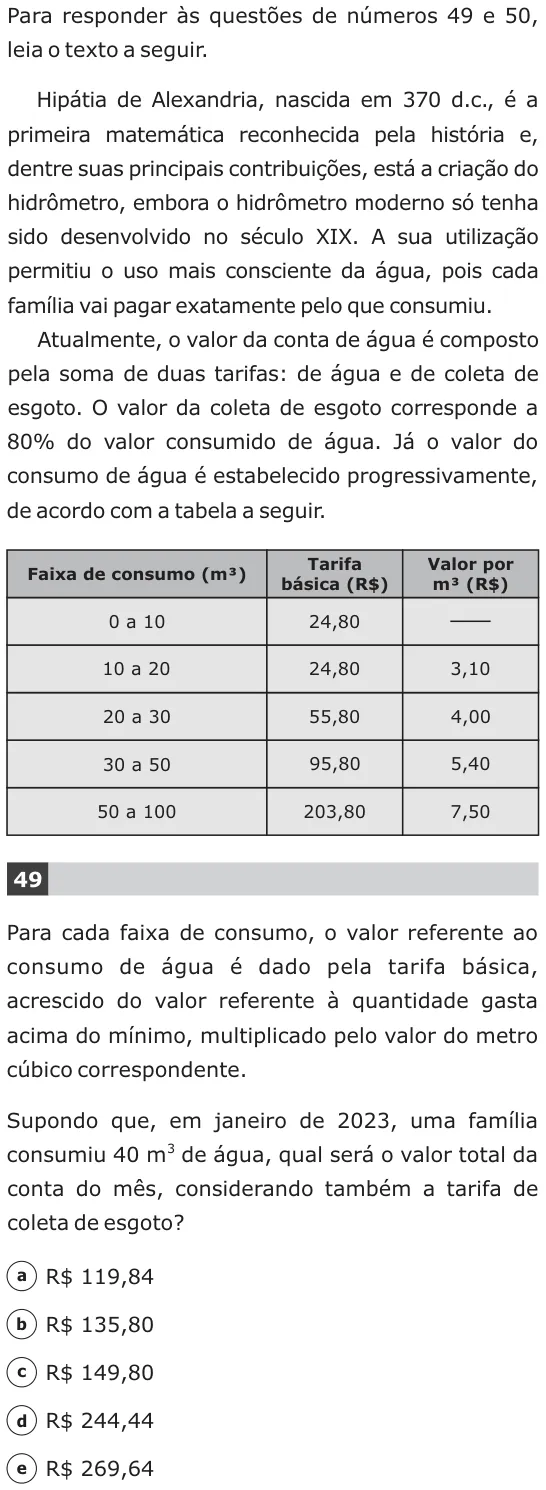 Para responder às questões de números 49 e 50,
leia o texto a seguir.
Hipátia de Alexandria, nascida em 370 d.c., é a
primeira matemática reconhecida pela história e,
dentre suas principais contribuições, está a criação do
hidrômetro, embora o hidrômetro moderno só tenha
sido desenvolvido no século XIX. A sua utilização
permitiu o uso mais consciente da água, pois cada
família vai pagar exatamente pelo que consumiu.
Atualmente, o valor da conta de água é composto
pela soma de duas tarifas: de água e de coleta de
esgoto. O valor da coleta de esgoto corresponde a
80% do valor consumido de água. Já o valor do
consumo de água é estabelecido progressivamente,
de acordo com a tabela a seguir.
Faixa de consumo (m³) Tarifa básica (R$) Valor por m³ (R$)
0 a 10 24,80 ——
10 a 20 24,80 3,10
20 a 30 55,80 4,00
30 a 50 95,80 5,40
50 a 100 203,80 7,50
49
Para cada faixa de consumo, o valor referente ao
consumo de água é dado pela tarifa básica,
acrescido do valor referente à quantidade gasta
acima do mínimo, multiplicado pelo valor do metro
cúbico correspondente.
Supondo que, em janeiro de 2023, uma família
consumiu 40 m³ de água, qual será o valor total da
conta do mês, considerando também a tarifa de
coleta de esgoto?
a R$ 119,84
b R$ 135,80
c R$ 149,80
d R$ 244,44
e R$ 269,64